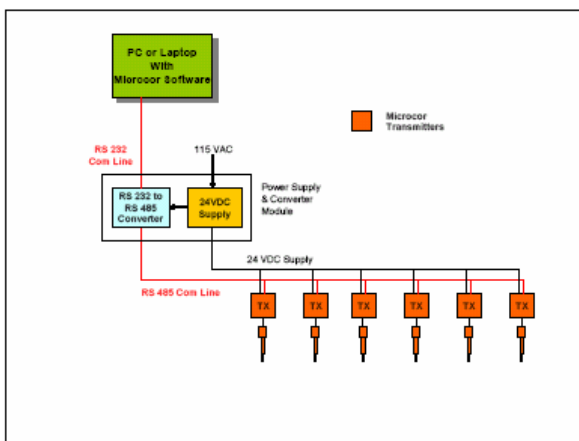 PC or Laptop
With
Microcor Software
Microcor
Transmitters
RS 232
Com Line
115 VAC
RS 232 to
RS 485
Converter
24VDC
Supply
Power Supply
& Converter
Module
24 VDC Supply
RS 485 Com Line
TX
TX
TX
TX
TX
TX